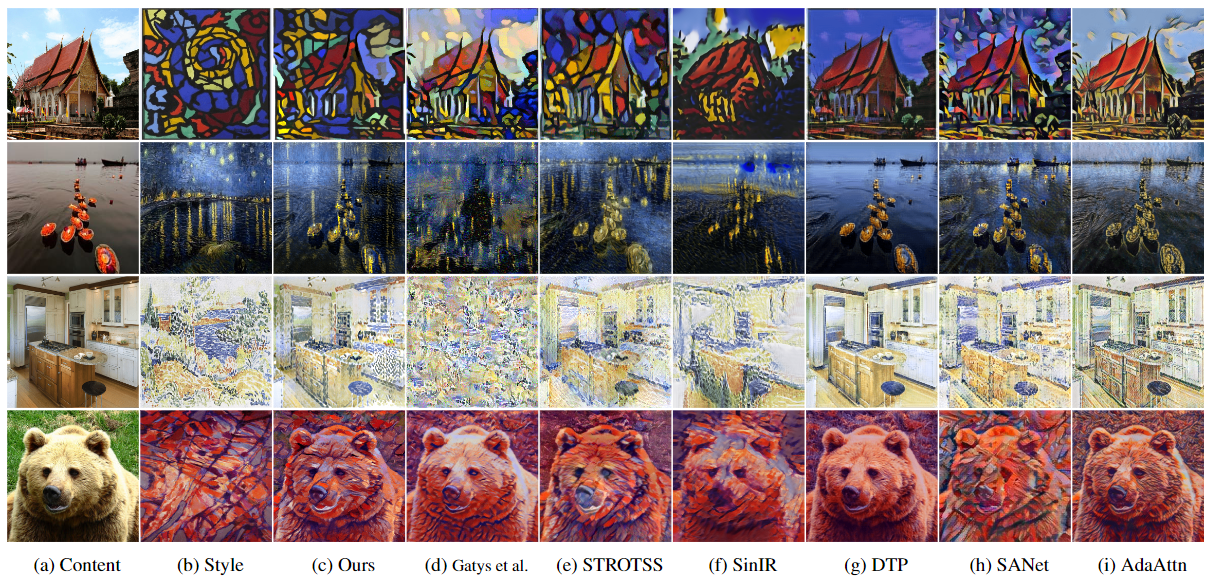 (a) Content (b) Style (c) Ours (d) Gatys et al. (e) STROTSS (f) SinIR (g) DTP (h) SANet (i) AdaAttn